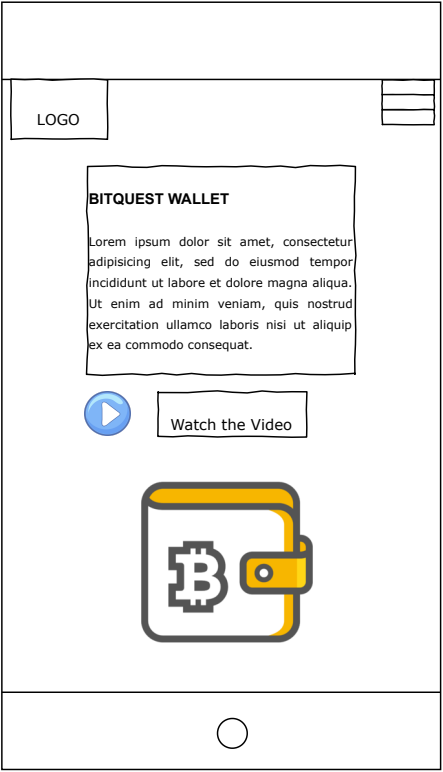 LOGO
BITQUEST WALLET
Lorem ipsum dolor sit amet, consectetur
adipisicing elit, sed do eiusmod tempor
incididunt ut labore et dolore magna aliqua.
Ut enim ad minim veniam, quis nostrud
exercitation ullamco laboris nisi ut aliquip
ex ea commodo consequat.
Watch the Video